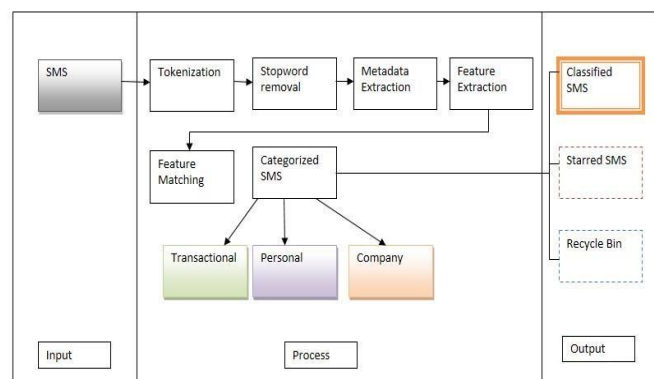 SMS
Tokenization
Stopword
removal
Metadata
Extraction
Feature
Extraction
Classified
SMS
Feature
Matching
Categorized
SMS
Starred SMS
Transactional
Personal
Company
Recycle Bin
Input
Process
Output